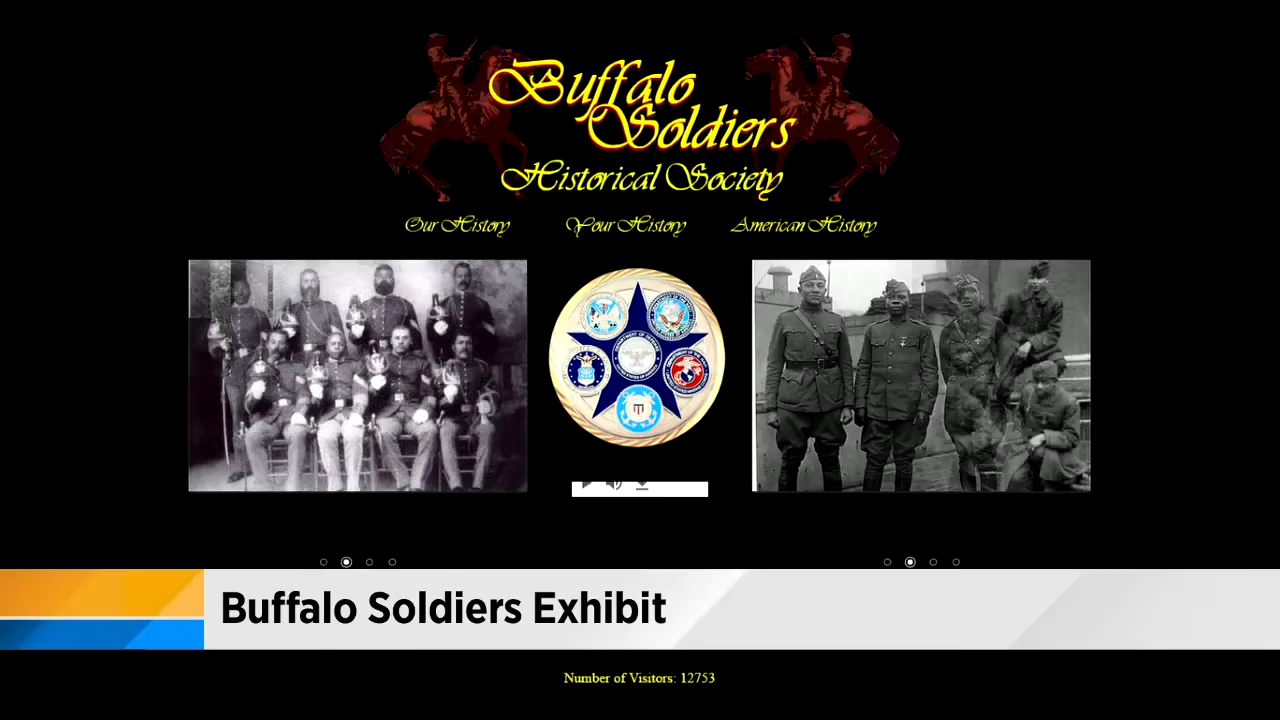 Buffalo
Soldiers
Historical Society
Our History
Your History
American History
Buffalo Soldiers Exhibit
Number of Visitors: 12753